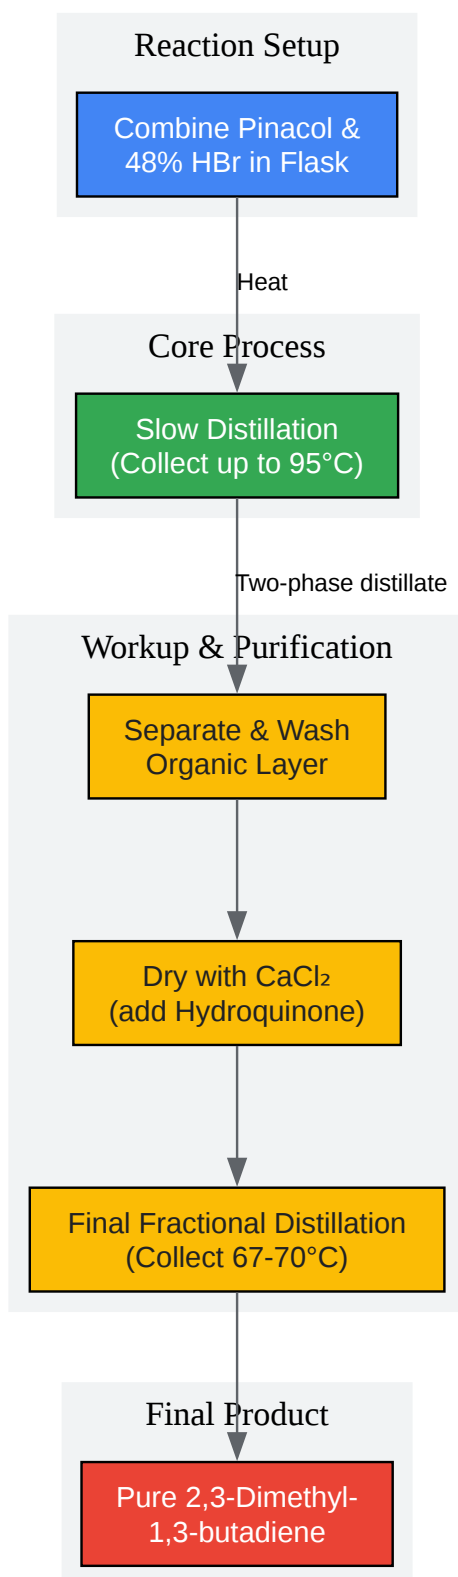 Reaction Setup
Combine Pinacol &
48% HBr in Flask
Heat
Core Process
Slow Distillation
(Collect up to 95°C)
Two-phase distillate
Workup & Purification
Separate & Wash
Organic Layer
Dry with CaCl₂
(add Hydroquinone)
Final Fractional Distillation
(Collect 67-70°C)
Final Product
Pure 2,3-Dimethyl-
1,3-butadiene